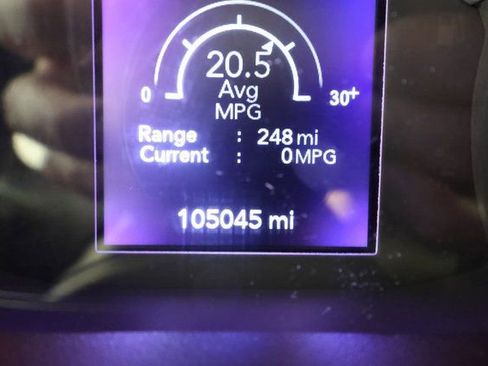 20.5
0 Avg 30+
MPG
Range : 248 mi
Current : 0 MPG
105045 mi